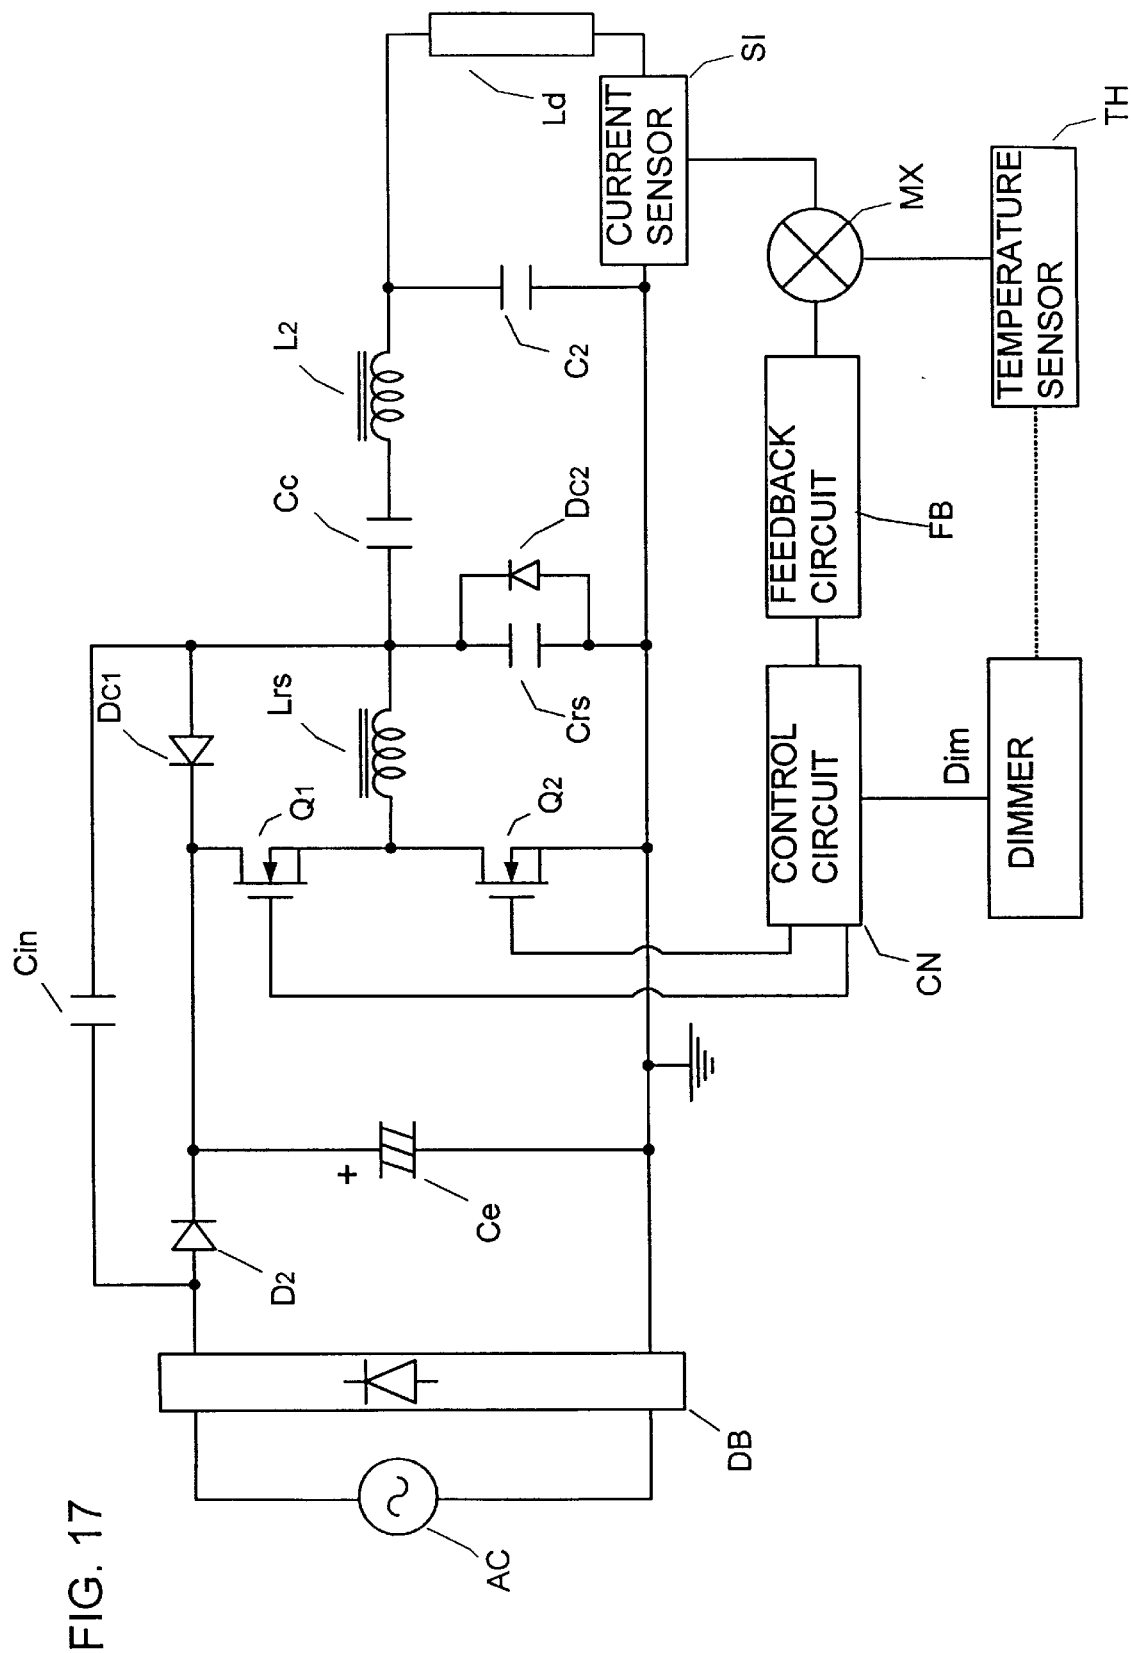 FIG. 17
Cin
DC1
D2
Q1
Lrs
Cc
L2
Ld
+
Ce
Q2
Crs
DC2
C2
CURRENT
SENSOR
SI
AC
DB
CN
CONTROL
CIRCUIT
FEEDBACK
CIRCUIT
FB
MX
Dim
DIMMER
TEMPERATURE
SENSOR
TH